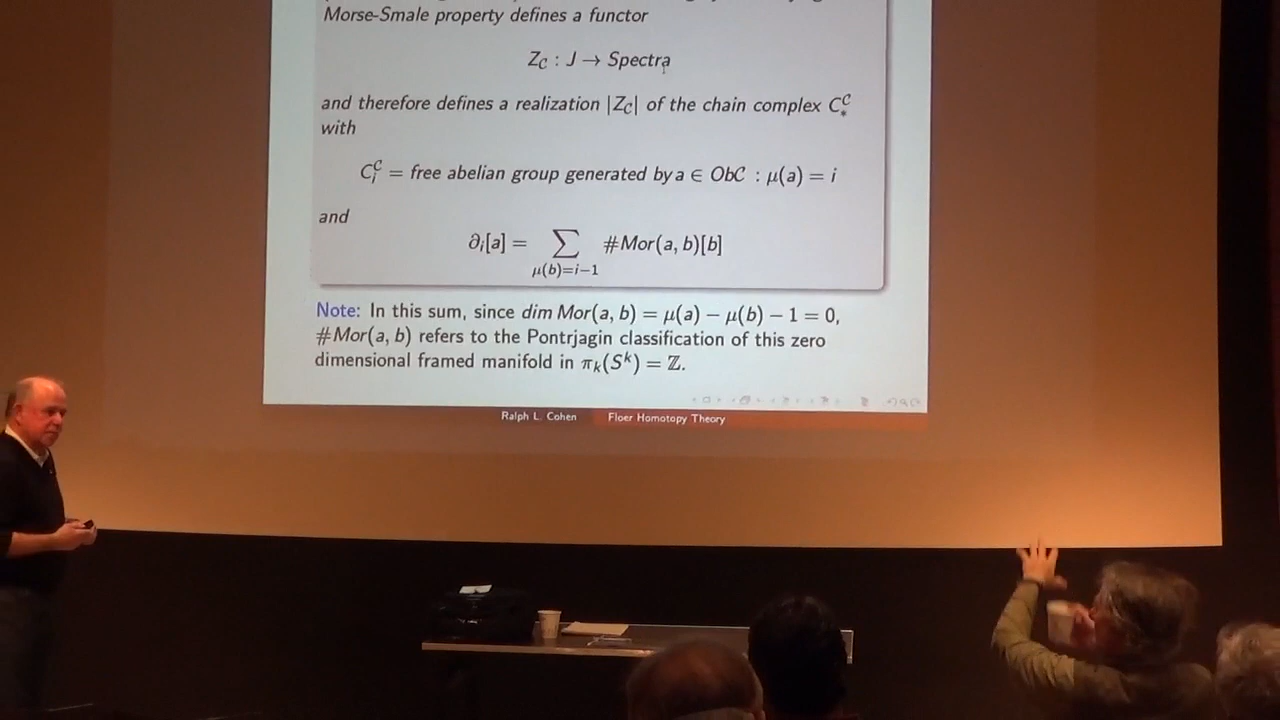 Morse-Smale property defines a functor
Z_C : J → Spectra
and therefore defines a realization |Z_C| of the chain complex C_*^C
with
C_i^C = free abelian group generated by a ∈ ObC : μ(a) = i
and
∂_i[a] = ∑_{μ(b)=i−1} #Mor(a, b)[b]
Note: In this sum, since dim Mor(a, b) = μ(a) − μ(b) − 1 = 0,
#Mor(a, b) refers to the Pontrjagin classification of this zero
dimensional framed manifold in π_k(S^k) = ℤ.
Ralph L. Cohen Floer Homotopy Theory